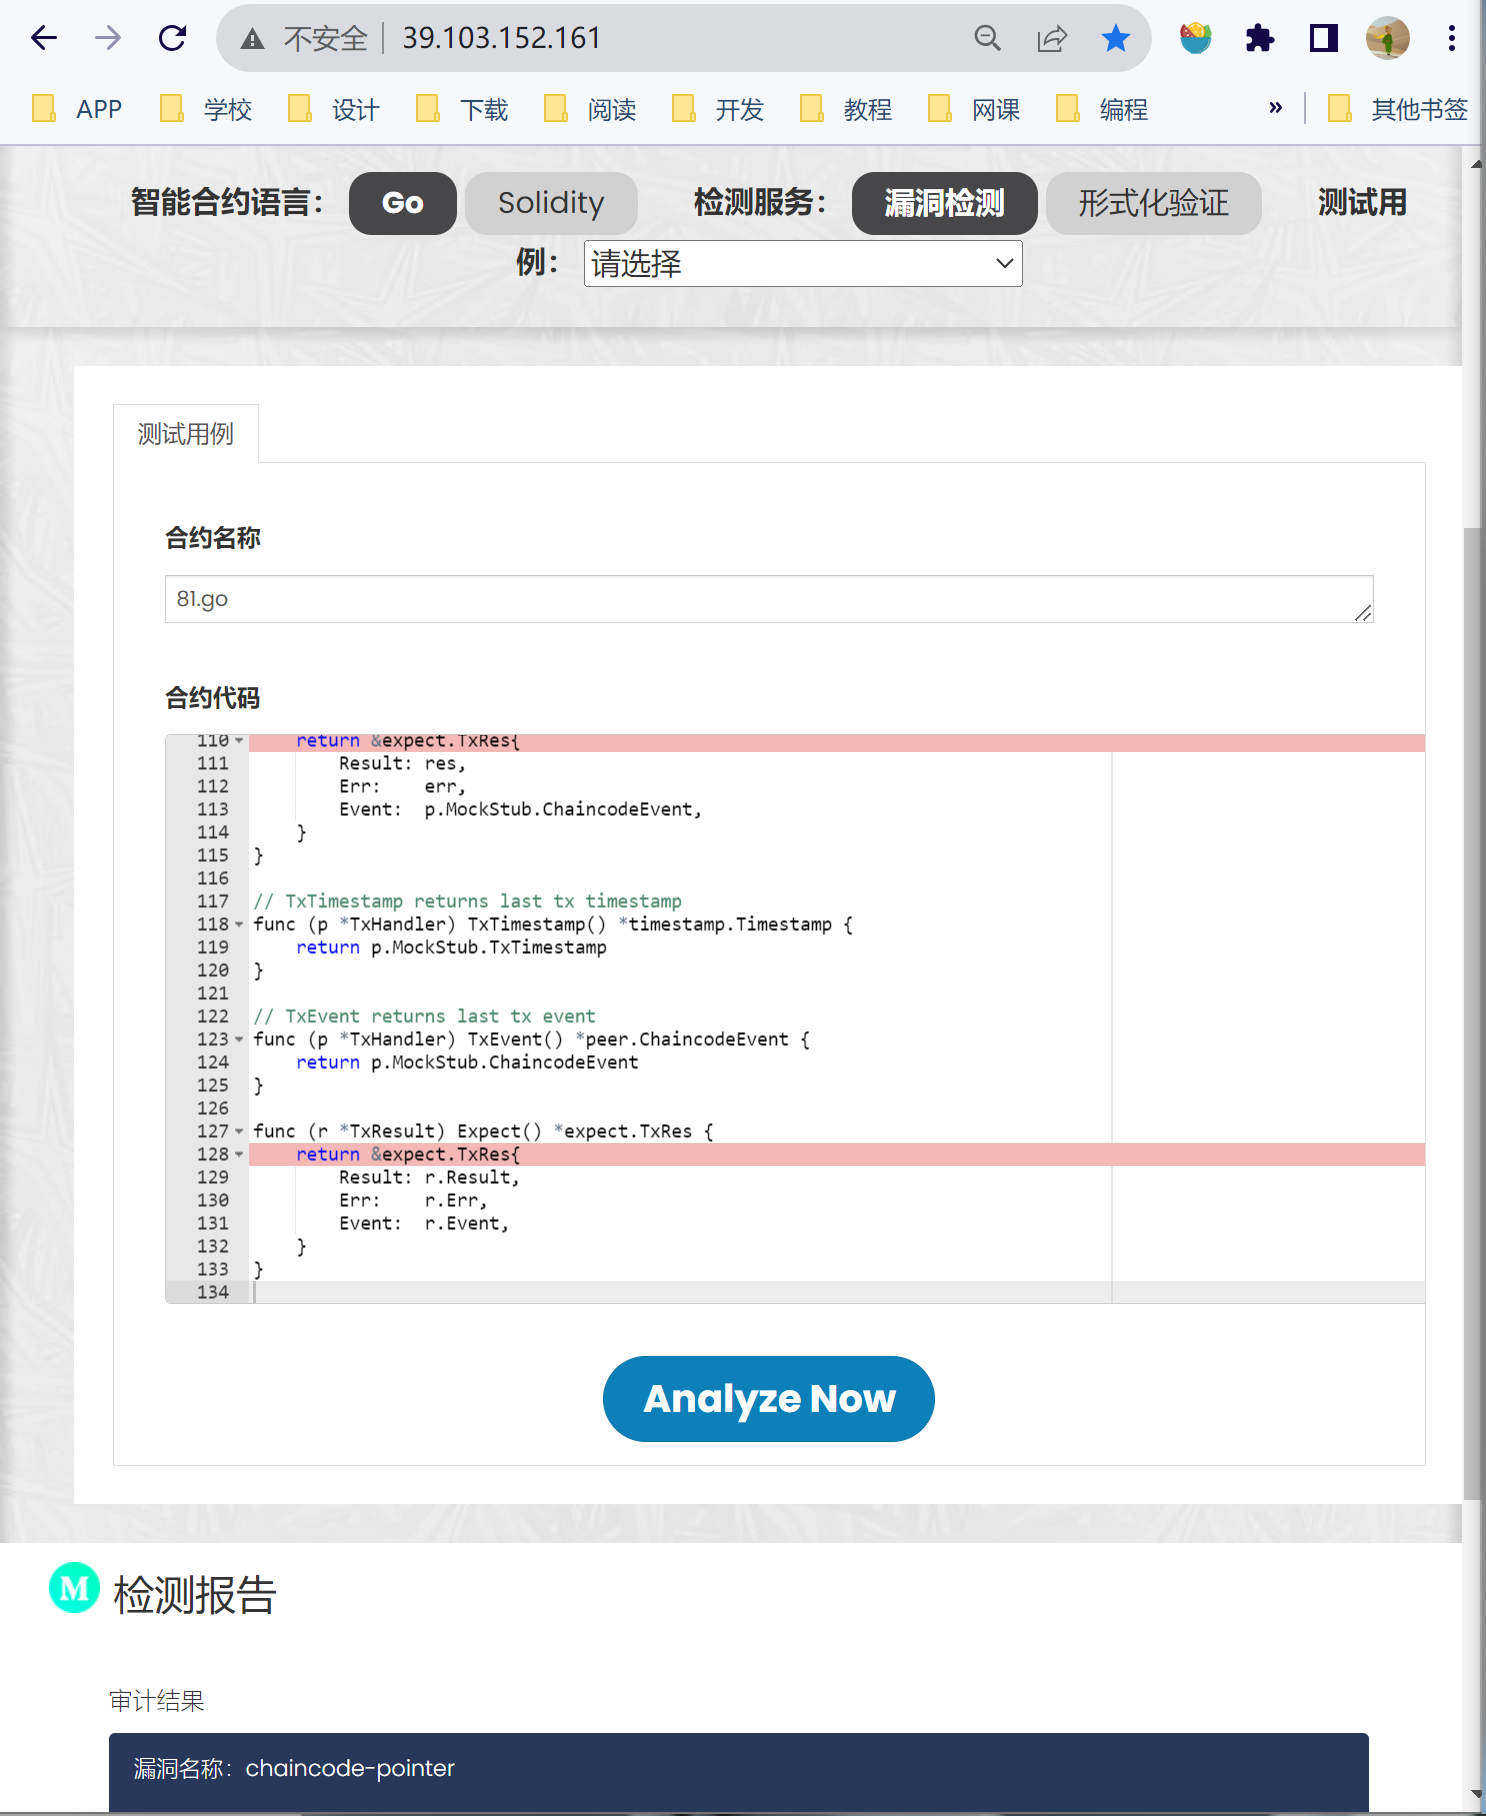 不安全 39.103.152.161
APP 学校 设计 下载 阅读 开发 教程 网课 编程 » 其他书签
智能合约语言： Go Solidity 检测服务： 漏洞检测 形式化验证 测试用
例： 请选择
测试用例
合约名称
81.go
合约代码
110 return &expect.TxRes{
111 Result: res,
112 Err: err,
113 Event: p.MockStub.ChaincodeEvent,
114 }
115 }
116
117 // TxTimestamp returns last tx timestamp
118 func (p *TxHandler) TxTimestamp() *timestamp.Timestamp {
119 return p.MockStub.TxTimestamp
120 }
121
122 // TxEvent returns last tx event
123 func (p *TxHandler) TxEvent() *peer.ChaincodeEvent {
124 return p.MockStub.ChaincodeEvent
125 }
126
127 func (r *TxResult) Expect() *expect.TxRes {
128 return &expect.TxRes{
129 Result: r.Result,
130 Err: r.Err,
131 Event: r.Event,
132 }
133 }
134
Analyze Now
M 检测报告
审计结果
漏洞名称：chaincode-pointer